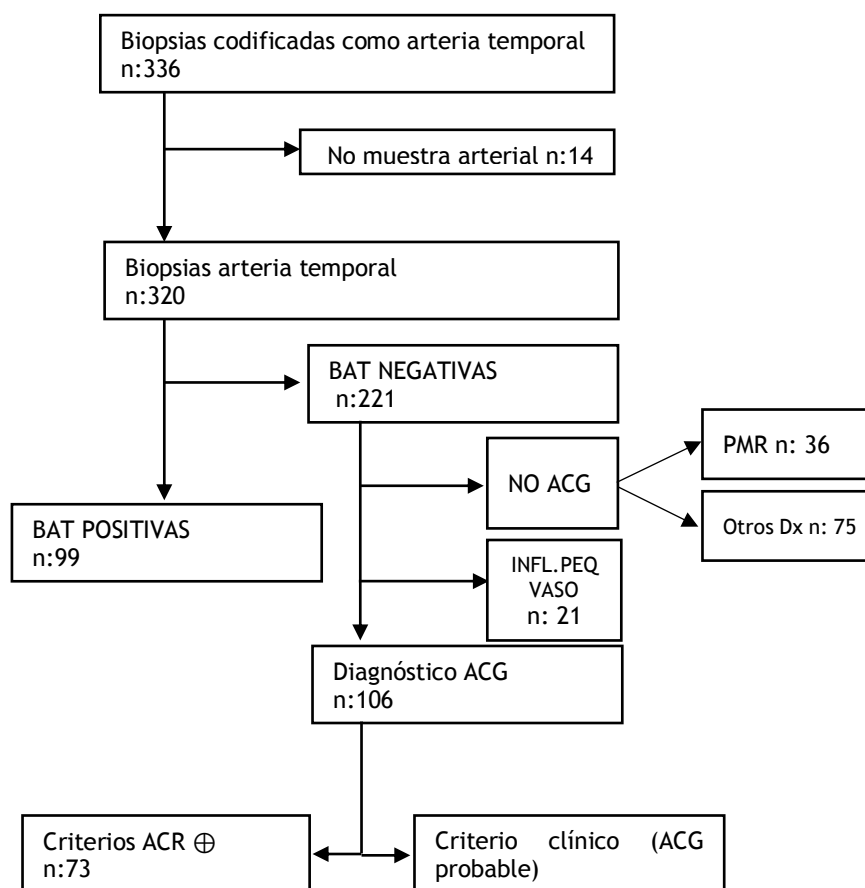 Biopsias codificadas como arteria temporal
n:336
No muestra arterial n:14
Biopsias arteria temporal
n:320
BAT NEGATIVAS
n:221
PMR n: 36
NO ACG
Otros Dx n: 75
BAT POSITIVAS
n:99
INFL.PEQ
VASO
n: 21
Diagnóstico ACG
n:106
Criterios ACR ⊕
n:73
Criterio clínico (ACG
probable)